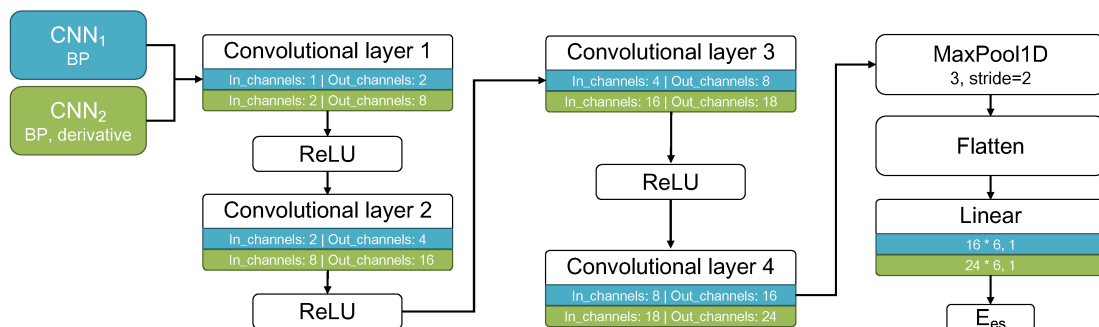 CNN₁
BP
CNN₂
BP, derivative
Convolutional layer 1
In_channels: 1 | Out_channels: 2
In_channels: 2 | Out_channels: 8
ReLU
Convolutional layer 2
In_channels: 2 | Out_channels: 4
In_channels: 8 | Out_channels: 16
ReLU
Convolutional layer 3
In_channels: 4 | Out_channels: 8
In_channels: 16 | Out_channels: 18
ReLU
Convolutional layer 4
In_channels: 8 | Out_channels: 16
In_channels: 18 | Out_channels: 24
MaxPool1D
3, stride=2
Flatten
Linear
16 * 6, 1
24 * 6, 1
Eₑₛ